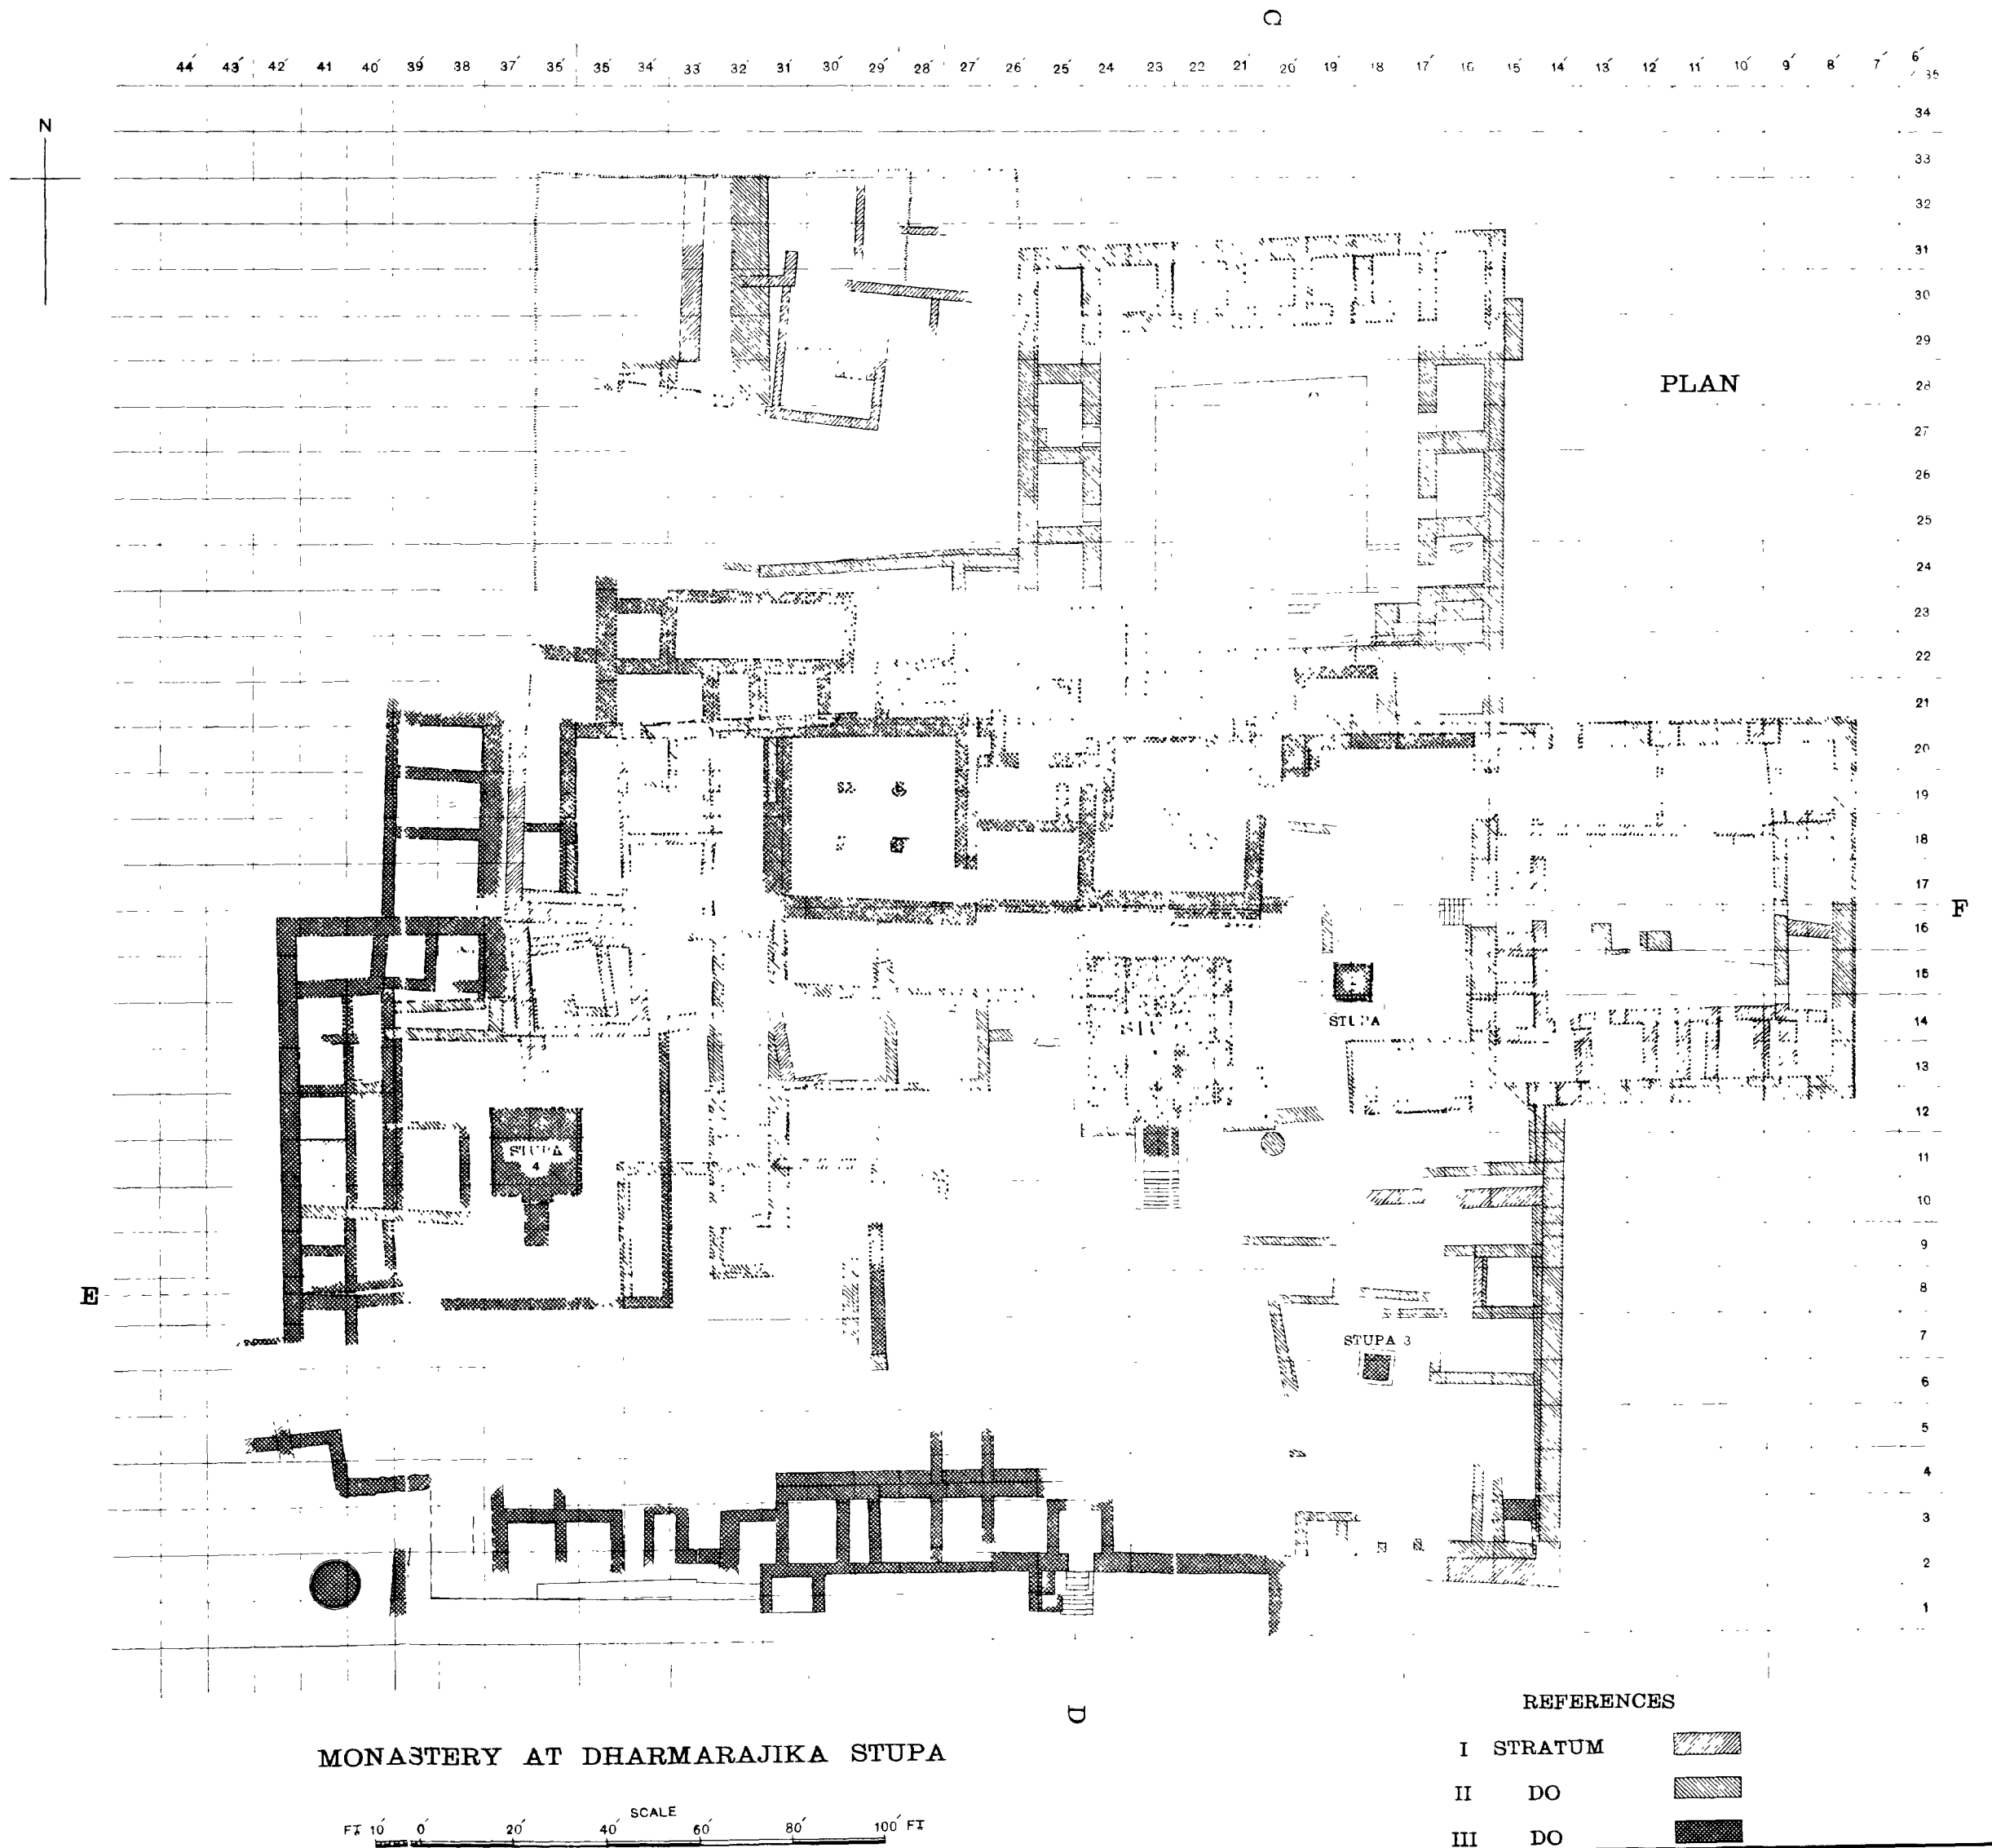 C
44′ 43′ 42′ 41 40′ 39′ 38 37′ 35′ 35 34′ 33 32′ 31 30′ 29′ 28′ 27′ 26 25′ 24 23 22 21′ 20′ 19 18 17′ 16 15 14′ 13′ 12′ 11′ 10′ 9′ 8′ 7′ 6′
35
N
34
33
32
31
30
29
PLAN
28
27
26
25
24
23
22
21
20
19
18
17
F
16
15
STUPA
14
13
12
STUPA
4
11
10
9
E
8
STUPA 3
7
6
5
4
3
2
1
D
REFERENCES
MONASTERY AT DHARMARAJIKA STUPA
I STRATUM
II DO
III DO
SCALE
FT 10′ 0′ 20′ 40′ 60′ 80′ 100′ FT